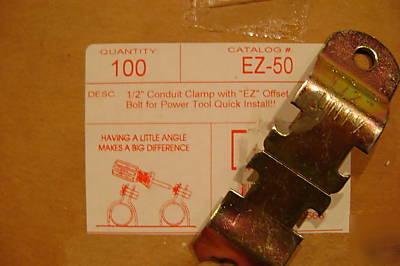 QUANTITY
100
CATALOG #
EZ-50
DESC. 1/2" Conduit Clamp with "EZ" Offset
Bolt for Power Tool Quick Install!!
HAVING A LITTLE ANGLE
MAKES A BIG DIFFERENCE